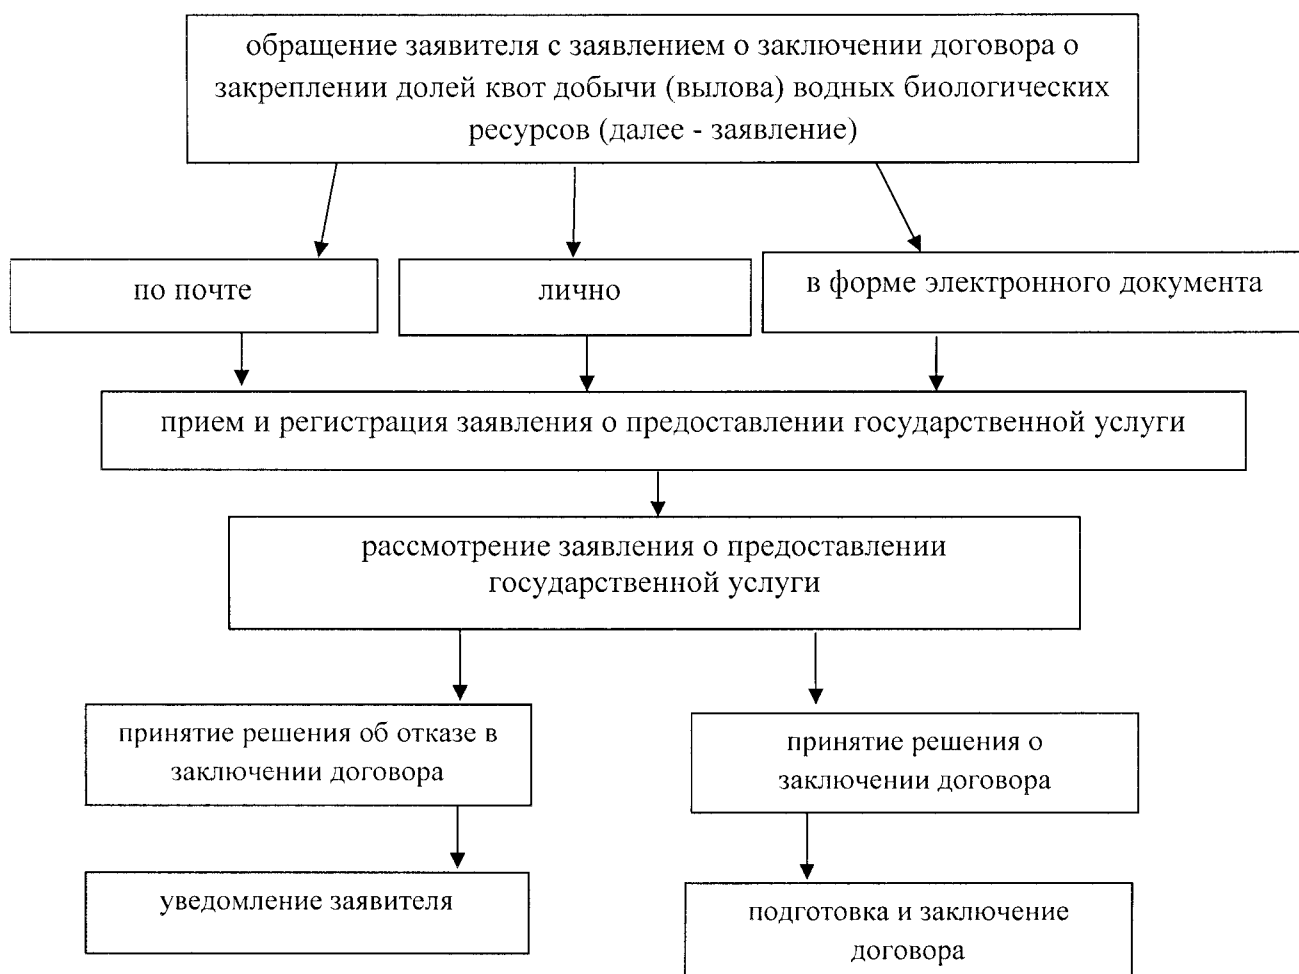 обращение заявителя с заявлением о заключении договора о
закреплении долей квот добычи (вылова) водных биологических
ресурсов (далее - заявление)
по почте
лично
в форме электронного документа
прием и регистрация заявления о предоставлении государственной услуги
рассмотрение заявления о предоставлении
государственной услуги
принятие решения об отказе в
заключении договора
принятие решения о
заключении договора
уведомление заявителя
подготовка и заключение
договора